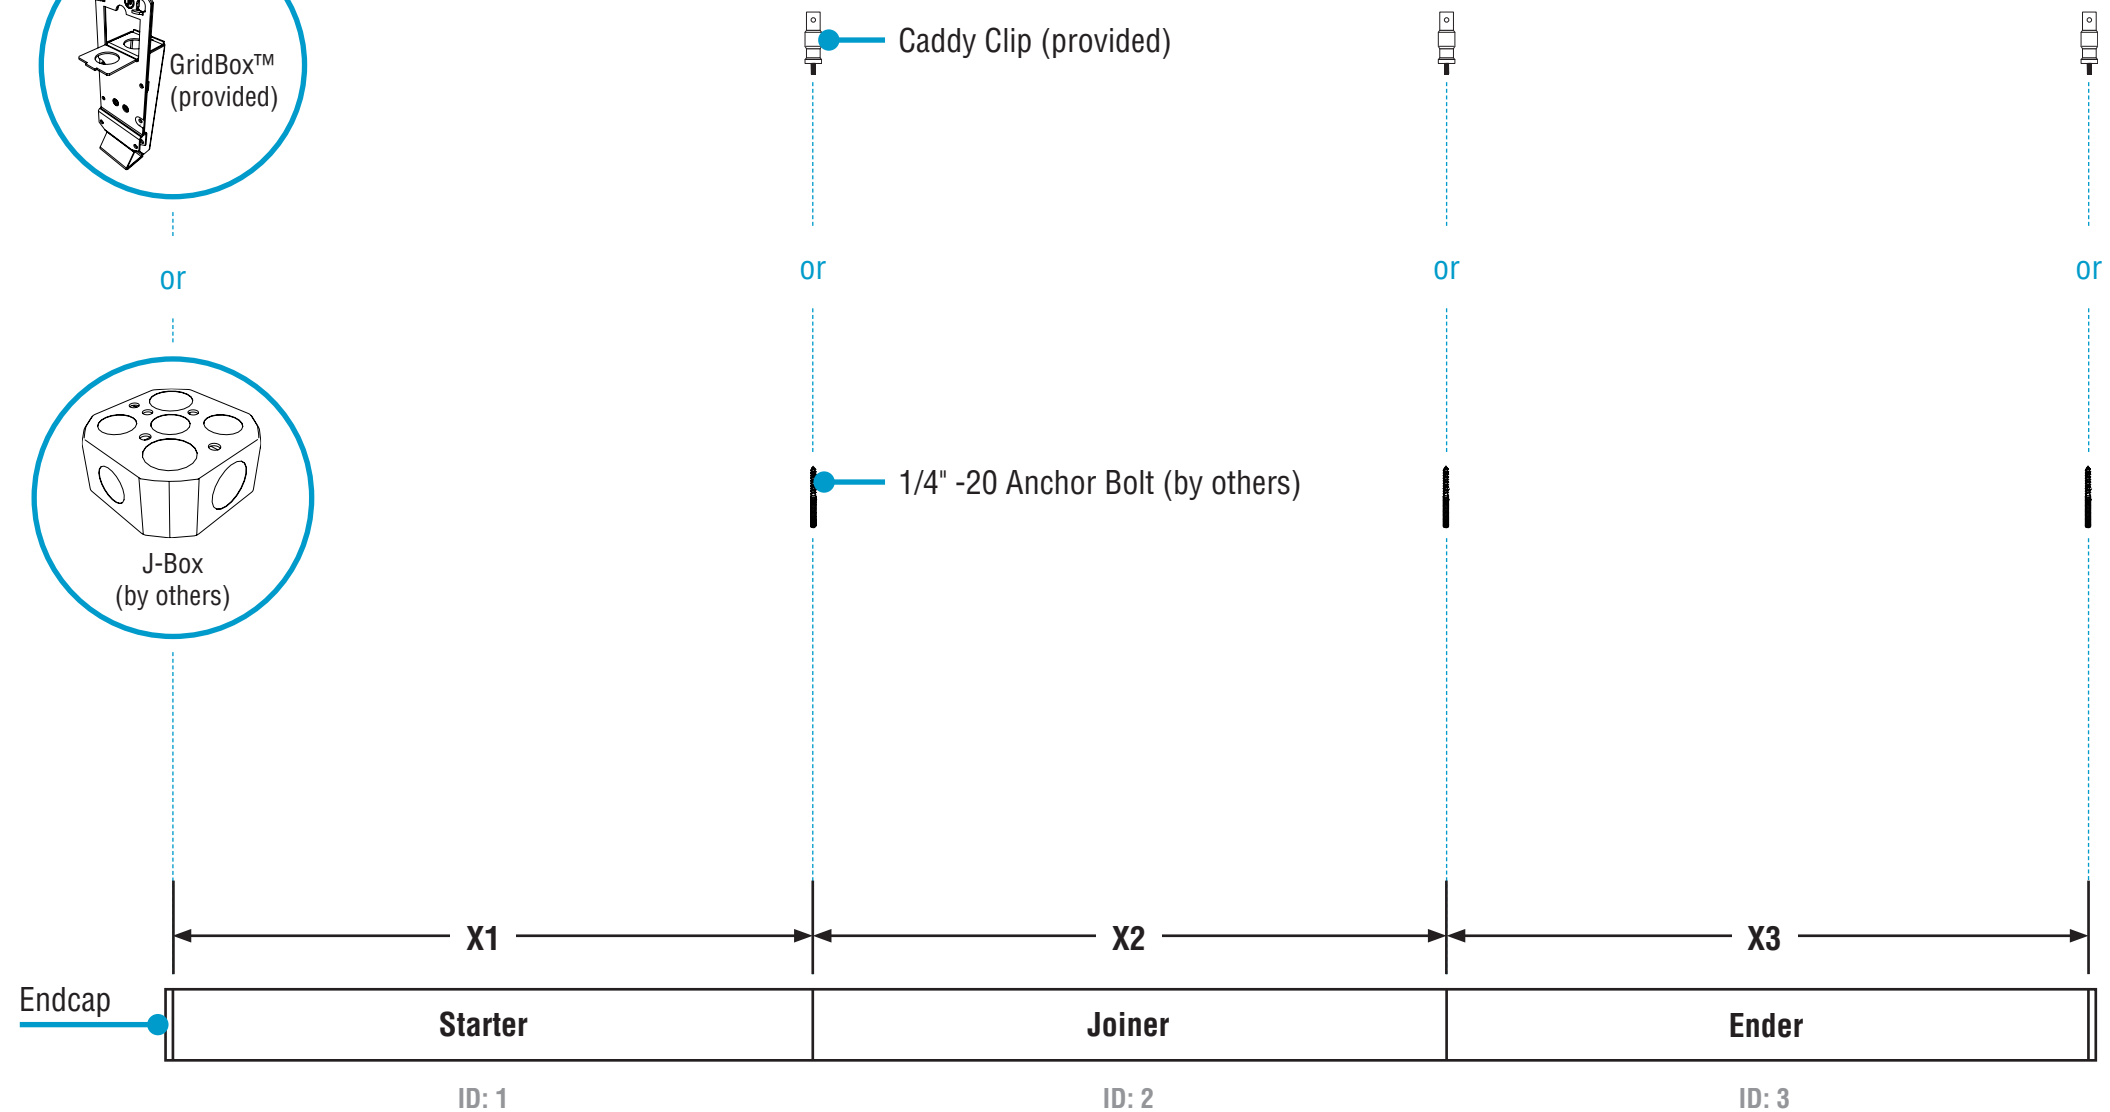 GridBox™
(provided)
Caddy Clip (provided)
or
or
or
or
1/4" -20 Anchor Bolt (by others)
J-Box
(by others)
X1
X2
X3
Endcap
Starter
Joiner
Ender
ID: 1
ID: 2
ID: 3